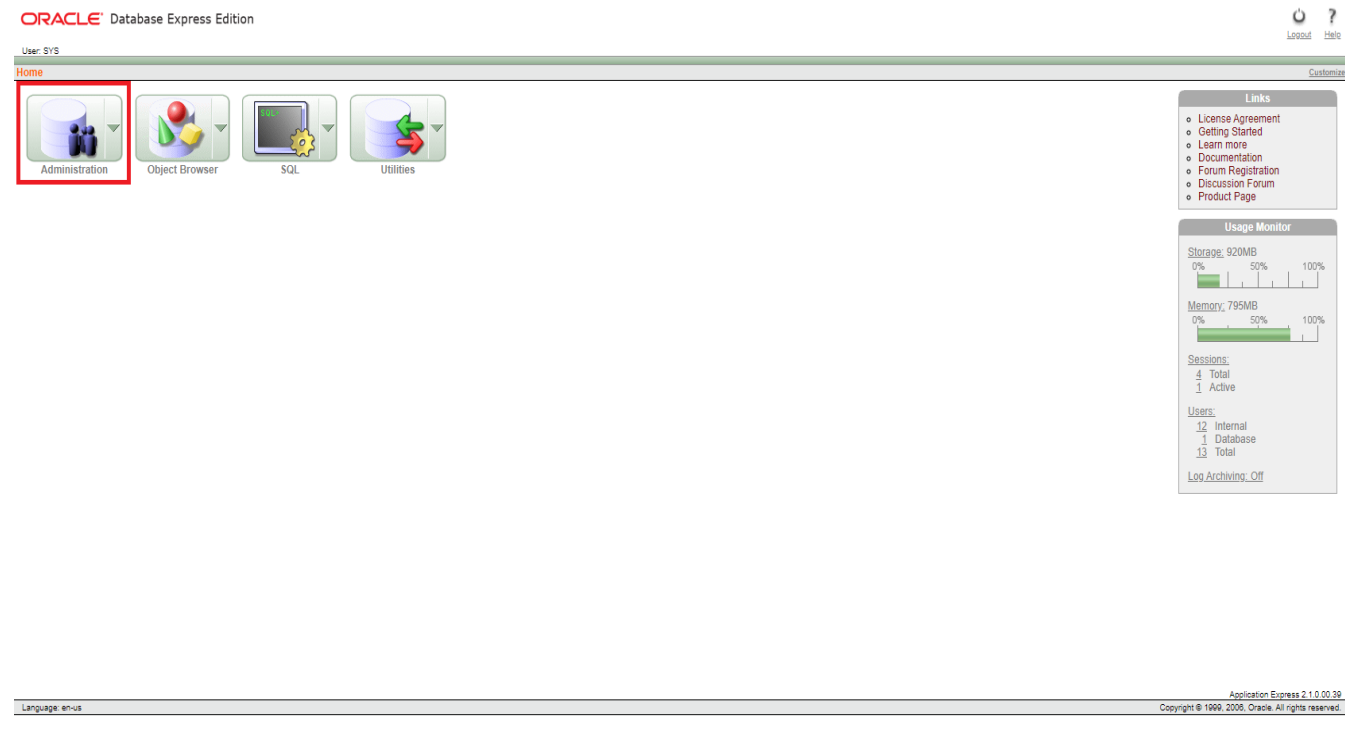 ORACLE® Database Express Edition
Logout Help
User: SYS
Home
Customize
SQL>
Administration
Object Browser
SQL
Utilities
Links
License Agreement
Getting Started
Learn more
Documentation
Forum Registration
Discussion Forum
Product Page
Usage Monitor
Storage: 920MB
0% 50% 100%
Memory: 795MB
0% 50% 100%
Sessions:
4 Total
1 Active
Users:
12 Internal
1 Database
13 Total
Log Archiving: Off
Application Express 2.1.0.00.39
Language: en-us
Copyright © 1999, 2006, Oracle. All rights reserved.